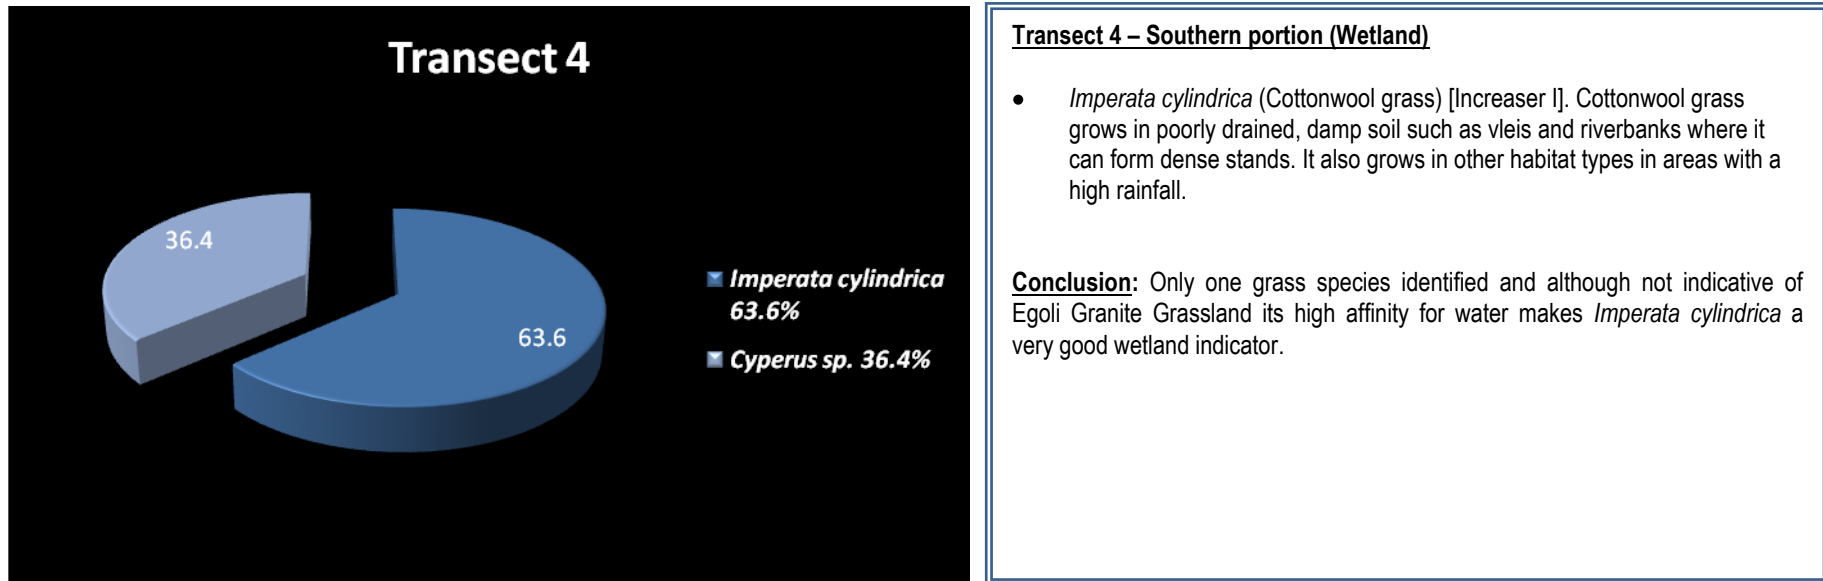 Transect 4
36.4
63.6
Imperata cylindrica
63.6%
Cyperus sp. 36.4%
Transect 4 – Southern portion (Wetland)
• Imperata cylindrica (Cottonwool grass) [Increaser I]. Cottonwool grass
grows in poorly drained, damp soil such as vleis and riverbanks where it
can form dense stands. It also grows in other habitat types in areas with a
high rainfall.
Conclusion: Only one grass species identified and although not indicative of
Egoli Granite Grassland its high affinity for water makes Imperata cylindrica a
very good wetland indicator.